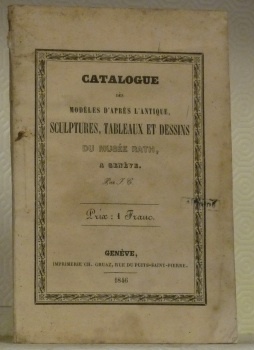 CATALOGUE
DES
MODÈLES D'APRÈS L'ANTIQUE,
SCULPTURES, TABLEAUX ET DESSINS
DU MUSÉE RATH,
A GENÈVE.
Par J. C.
Prix : 1 Franc.
GENÈVE,
IMPRIMERIE CH. GRUAZ, RUE DU PUITS-SAINT-PIERRE.
1846